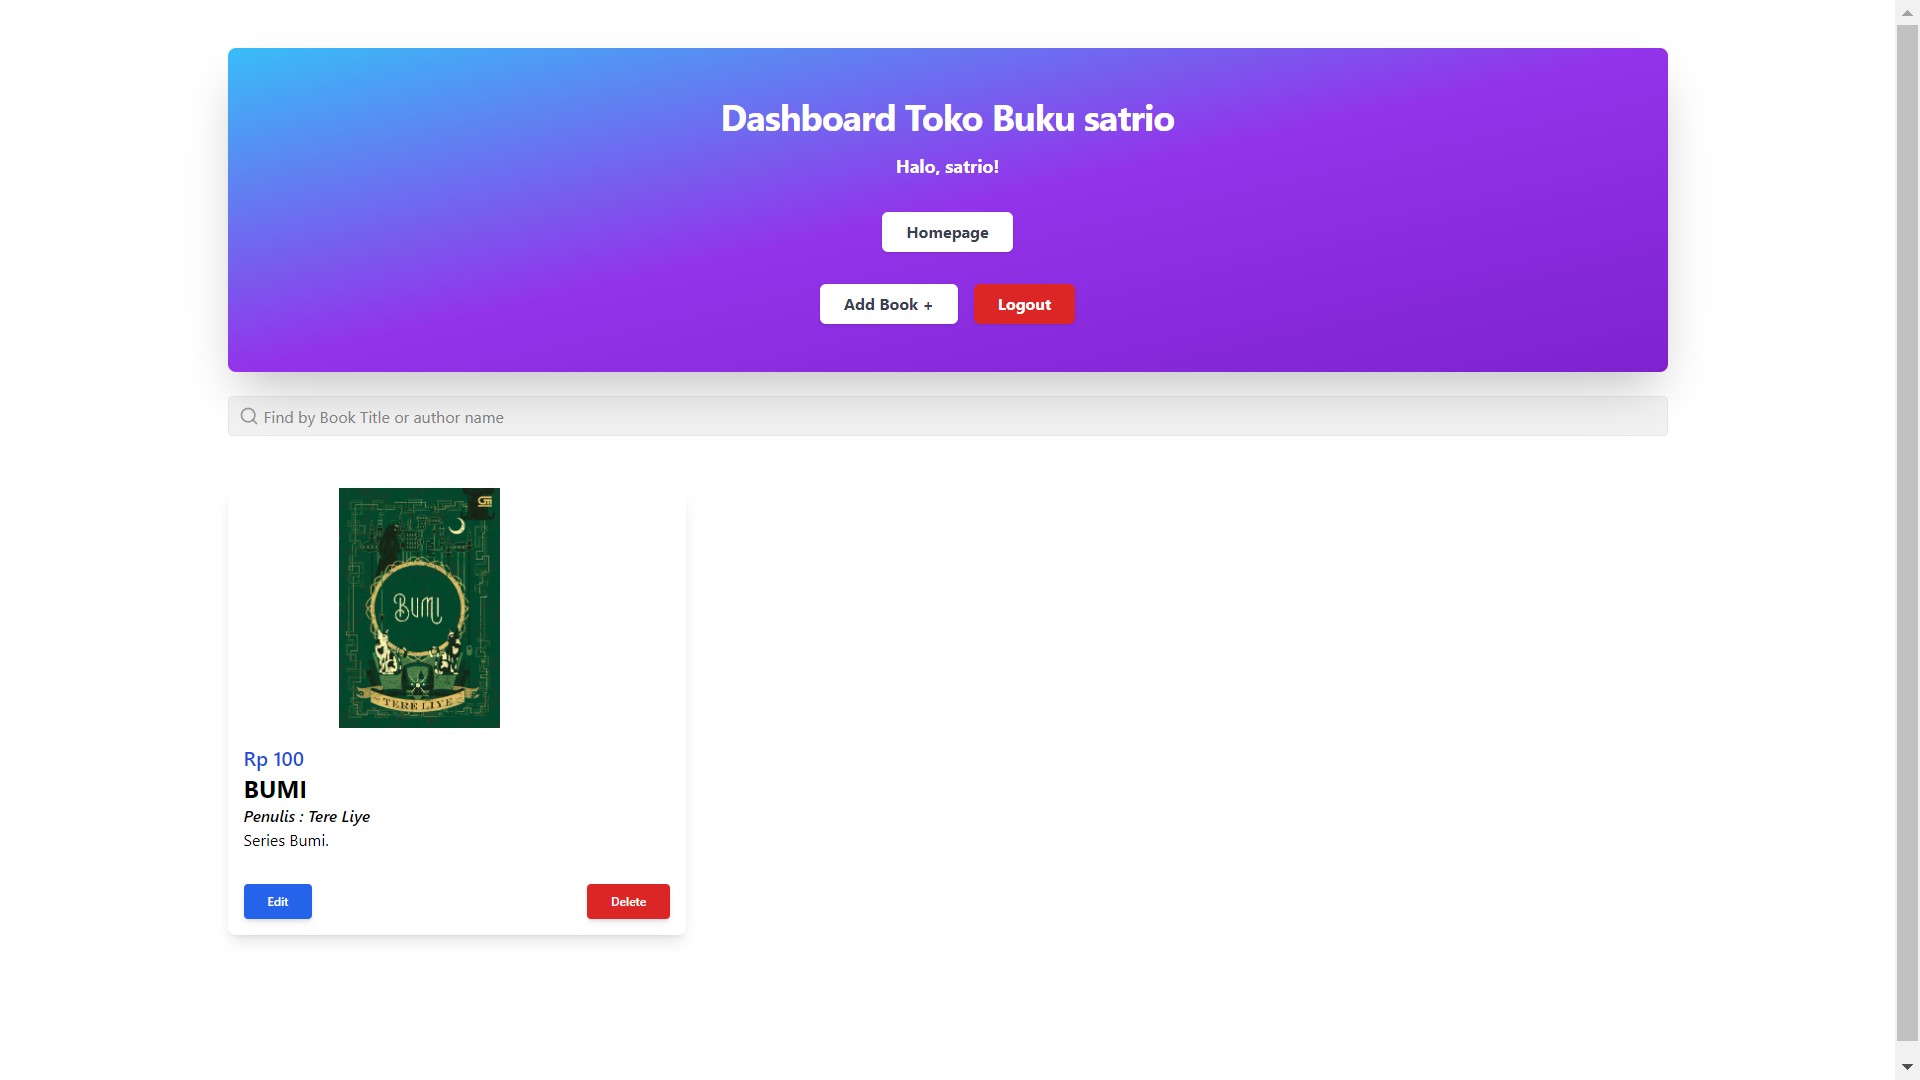 Dashboard Toko Buku satrio
Halo, satrio!
Homepage
Add Book +
Logout
Find by Book Title or author name
BUMI
TERE LIYE
Rp 100
BUMI
Penulis : Tere Liye
Series Bumi.
Edit
Delete